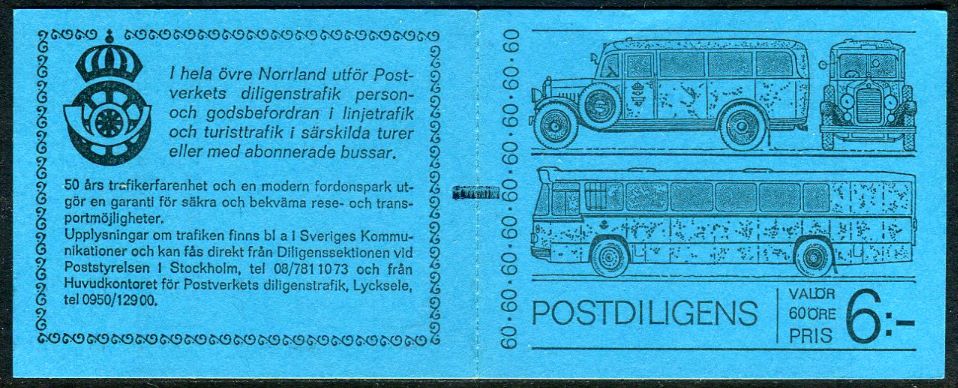 I hela övre Norrland utför Post-
verkets diligenstrafik person-
och godsbefordran i linjetrafik
och turisttrafik i särskilda turer
eller med abonnerade bussar.
50 års trafikerfarenhet och en modern fordonspark ut-
gör en garanti för säkra och bekväma rese- och trans-
portmöjligheter.
Upplysningar om trafiken finns bl a i Sveriges Kommu-
nikationer och kan fås direkt från Diligenssektionen vid
Poststyrelsen i Stockholm, tel 08/781 10 73 och från
Huvudkontoret för Postverkets diligenstrafik, Lycksele,
tel 0950/129 00.
60·60·60·60·60·60·60·60·60
POSTDILIGENS
VALÖR
60 ÖRE
PRIS
6:-